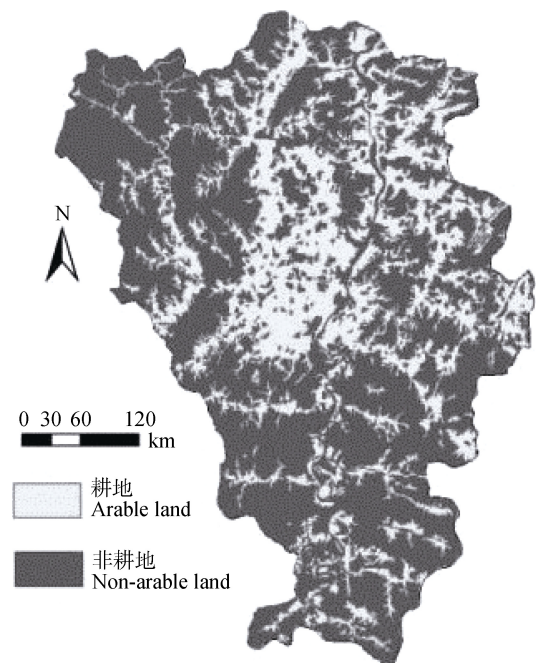 N
0 30 60 120
km
耕地
Arable land
非耕地
Non-arable land